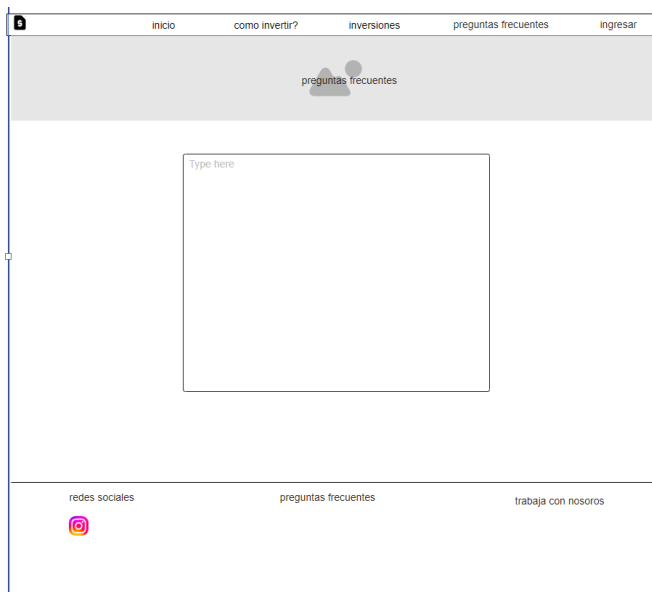 inicio
como invertir?
inversiones
preguntas frecuentes
ingresar
preguntas frecuentes
Type here
redes sociales
preguntas frecuentes
trabaja con nosoros